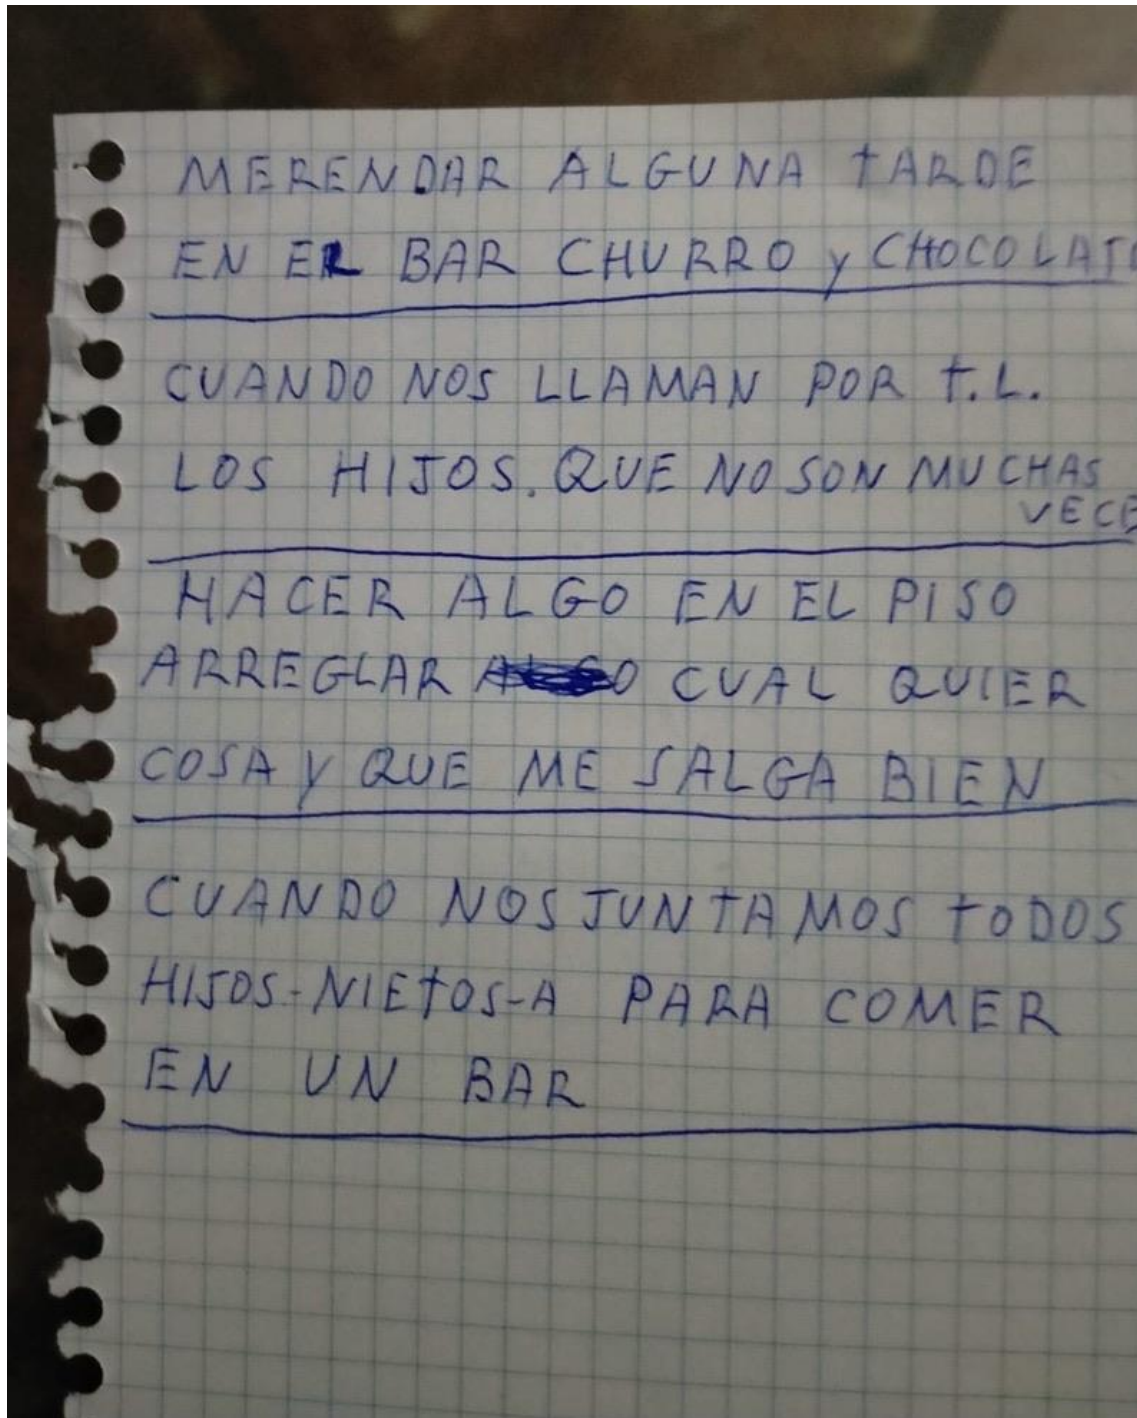 MERENDAR ALGUNA TARDE
EN EL BAR CHURRO Y CHOCOLATE
CUANDO NOS LLAMAN POR T.L.
LOS HIJOS. QUE NO SON MUCHAS
VECE
HACER ALGO EN EL PISO
ARREGLAR CUAL QUIER
COSA Y QUE ME SALGA BIEN
CUANDO NOS JUNTAMOS TODOS
HIJOS-NIETOS-A PARA COMER
EN UN BAR